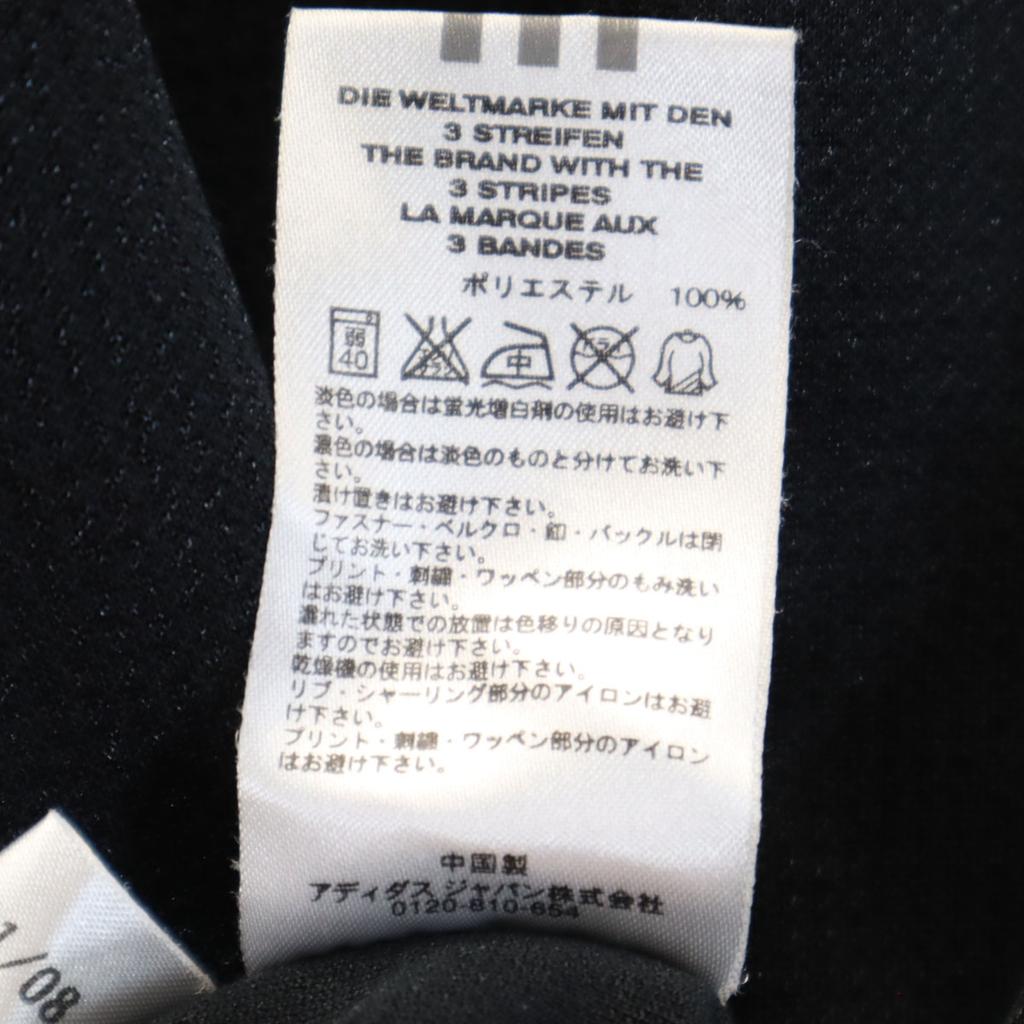 DIE WELTMARKE MIT DEN
3 STREIFEN
THE BRAND WITH THE
3 STRIPES
LA MARQUE AUX
3 BANDES
ポリエステル 100%
弱 40 エンソ サラシ 中 ドライ
淡色の場合は蛍光増白剤の使用はお避け下
さい。
濃色の場合は淡色のものと分けてお洗い下
さい。
漬け置きはお避け下さい。
ファスナー・ベルクロ・釦・バックルは閉
じてお洗い下さい。
プリント・刺繍・ワッペン部分のもみ洗い
はお避け下さい。
濡れた状態での放置は色移りの原因となり
ますのでお避け下さい。
乾燥機の使用はお避け下さい。
リブ・シャーリング部分のアイロンはお避
け下さい。
プリント・刺繍・ワッペン部分のアイロン
はお避け下さい。
中国製
アディダス ジャパン株式会社
0120-810-654
1/08